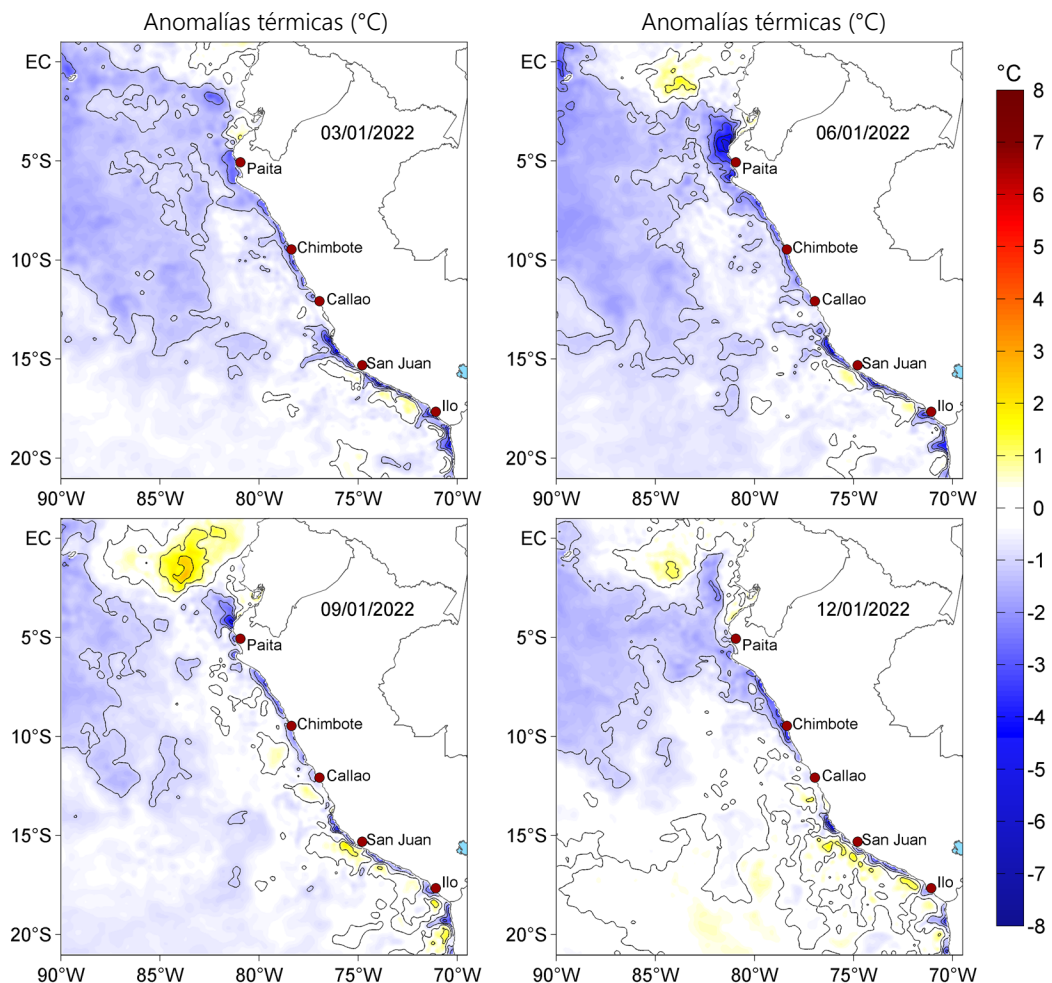 Anomalías térmicas (°C)
Anomalías térmicas (°C)
°C
EC
5°S
10°S
15°S
20°S
90°W
85°W
80°W
75°W
70°W
03/01/2022
Paita
Chimbote
Callao
San Juan
Ilo
EC
5°S
10°S
15°S
20°S
90°W
85°W
80°W
75°W
70°W
06/01/2022
Paita
Chimbote
Callao
San Juan
Ilo
EC
5°S
10°S
15°S
20°S
90°W
85°W
80°W
75°W
70°W
09/01/2022
Paita
Chimbote
Callao
San Juan
Ilo
EC
5°S
10°S
15°S
20°S
90°W
85°W
80°W
75°W
70°W
12/01/2022
Paita
Chimbote
Callao
San Juan
Ilo
8
7
6
5
4
3
2
1
0
-1
-2
-3
-4
-5
-6
-7
-8